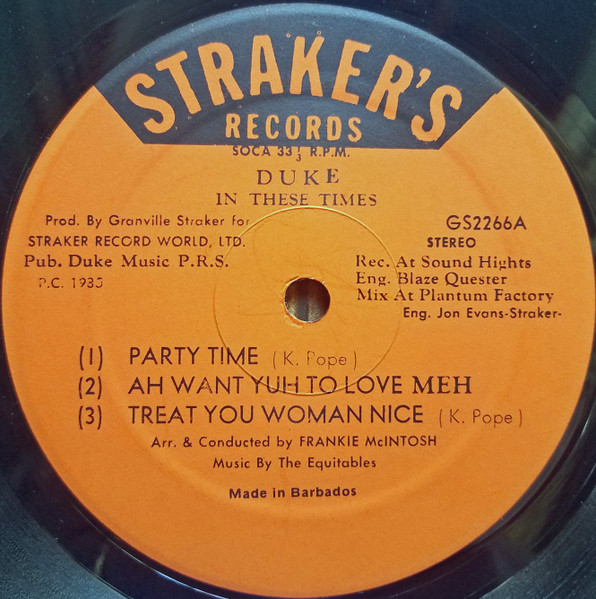 STRAKER'S
RECORDS
SOCA 33⅓ R.P.M.
DUKE
IN THESE TIMES
Prod. By Granville Straker for
STRAKER RECORD WORLD, LTD.
Pub. Duke Music P.R.S.
P.C. 1985
GS2266A
STEREO
Rec. At Sound Hights
Eng. Blaze Quester
Mix At Plantum Factory
Eng. Jon Evans-Straker-
(1) PARTY TIME (K. Pope)
(2) AH WANT YUH TO LOVE MEH
(3) TREAT YOU WOMAN NICE (K. Pope)
Arr. & Conducted by FRANKIE McINTOSH
Music By The Equitables
Made in Barbados